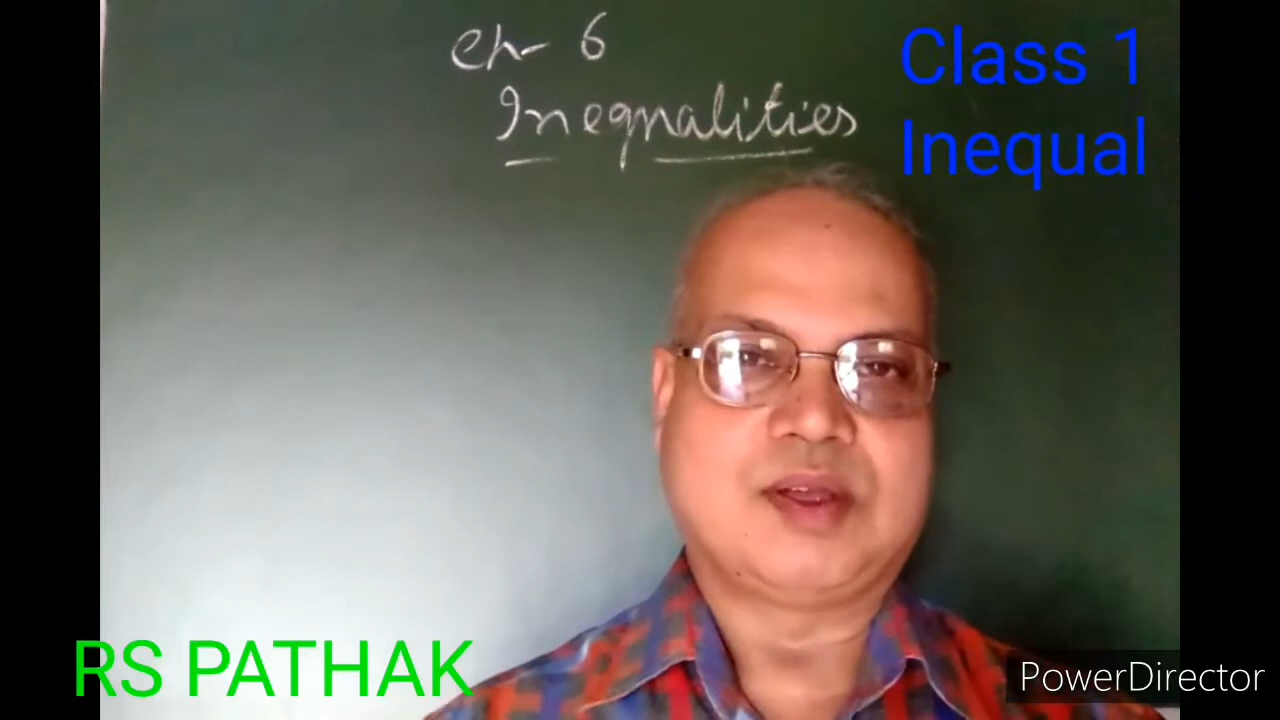 Ch- 6
Inequalities
Class 1
Inequal
RS PATHAK
PowerDirector